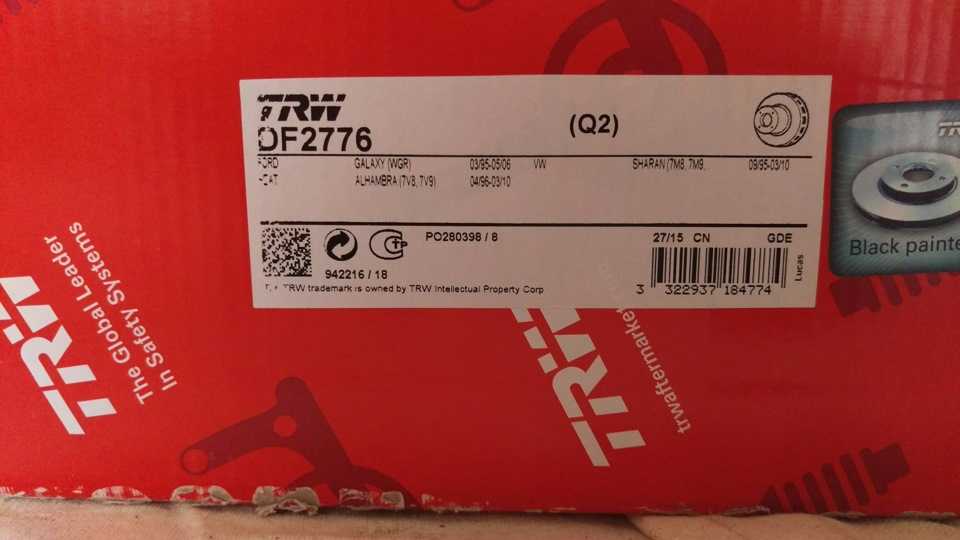 TRW
DF2776
(Q2)
FORD GALAXY (WGR) 03/95-05/06 VW SHARAN (7M8, 7M9, 09/95-03/10
SEAT ALHAMBRA (7V8, 7V9) 04/96-03/10
PO280398 / 8
27/15 CN GDE
942216 / 18
TRW trademark is owned by TRW Intellectual Property Corp
3 322937 184774
Lucas
TRW
The Global Leader
In Safety Systems
TRW
trwaftermarket
TR
Black painte